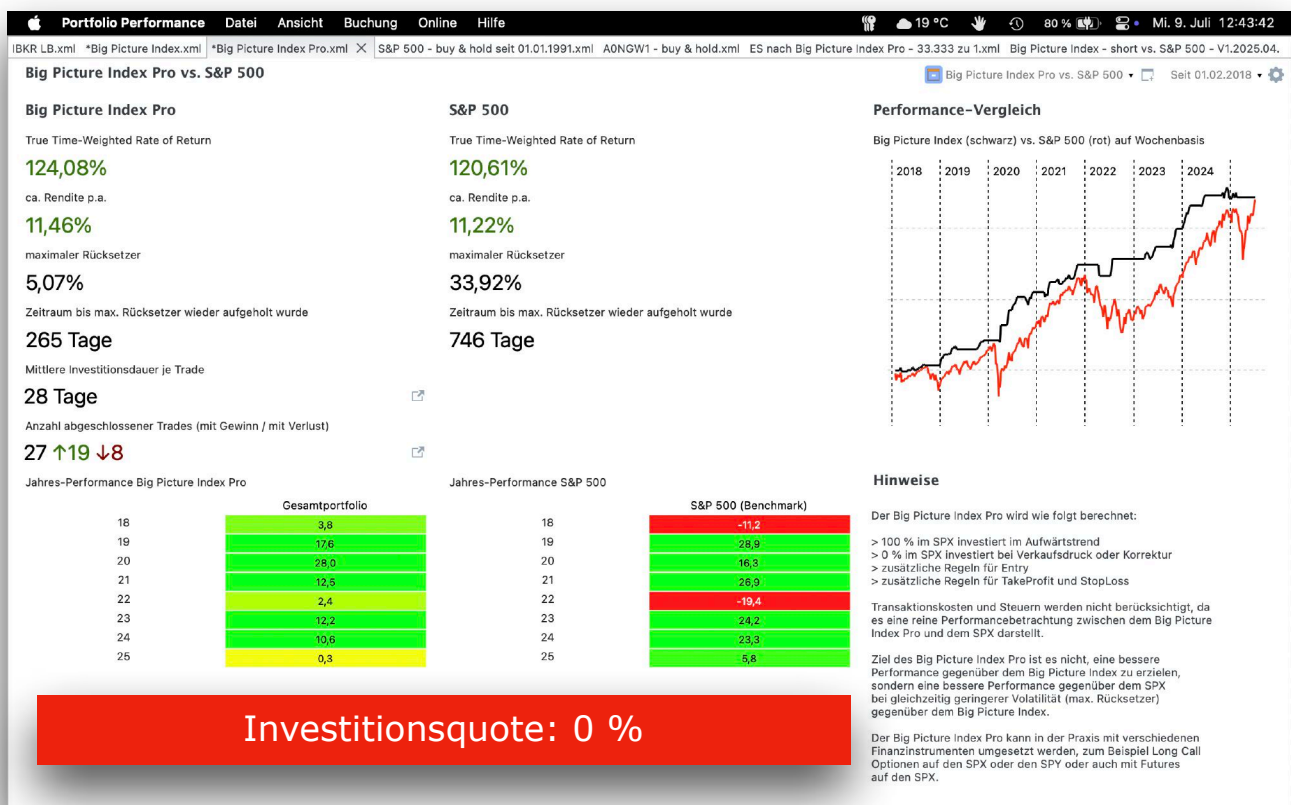 Portfolio Performance Datei Ansicht Buchung Online Hilfe 19 °C 80 % Mi. 9. Juli 12:43:42
IBKR LB.xml *Big Picture Index.xml *Big Picture Index Pro.xml S&P 500 - buy & hold seit 01.01.1991.xml A0NGW1 - buy & hold.xml ES nach Big Picture Index Pro - 33.333 zu 1.xml Big Picture Index - short vs. S&P 500 - V1.2025.04.
Big Picture Index Pro vs. S&P 500
Big Picture Index Pro vs. S&P 500 Seit 01.02.2018
Big Picture Index Pro
True Time-Weighted Rate of Return
124,08%
ca. Rendite p.a.
11,46%
maximaler Rücksetzer
5,07%
Zeitraum bis max. Rücksetzer wieder aufgeholt wurde
265 Tage
Mittlere Investitionsdauer je Trade
28 Tage
Anzahl abgeschlossener Trades (mit Gewinn / mit Verlust)
27 ↑19 ↓8
Jahres-Performance Big Picture Index Pro
Gesamtportfolio
18 3,8
19 17,6
20 28,0
21 12,5
22 2,4
23 12,2
24 10,6
25 0,3
S&P 500
True Time-Weighted Rate of Return
120,61%
ca. Rendite p.a.
11,22%
maximaler Rücksetzer
33,92%
Zeitraum bis max. Rücksetzer wieder aufgeholt wurde
746 Tage
Jahres-Performance S&P 500
S&P 500 (Benchmark)
18 -11,2
19 28,9
20 16,3
21 26,9
22 -19,4
23 24,2
24 23,3
25 5,8
Performance-Vergleich
Big Picture Index (schwarz) vs. S&P 500 (rot) auf Wochenbasis
2018 2019 2020 2021 2022 2023 2024
Hinweise
Der Big Picture Index Pro wird wie folgt berechnet:
> 100 % im SPX investiert im Aufwärtstrend
> 0 % im SPX investiert bei Verkaufsdruck oder Korrektur
> zusätzliche Regeln für Entry
> zusätzliche Regeln für TakeProfit und StopLoss
Transaktionskosten und Steuern werden nicht berücksichtigt, da
es eine reine Performancebetrachtung zwischen dem Big Picture
Index Pro und dem SPX darstellt.
Ziel des Big Picture Index Pro ist es nicht, eine bessere
Performance gegenüber dem Big Picture Index zu erzielen,
sondern eine bessere Performance gegenüber dem SPX
bei gleichzeitig geringerer Volatilität (max. Rücksetzer)
gegenüber dem Big Picture Index.
Der Big Picture Index Pro kann in der Praxis mit verschiedenen
Finanzinstrumenten umgesetzt werden, zum Beispiel Long Call
Optionen auf den SPX oder den SPY oder auch mit Futures
auf den SPX.
Investitionsquote: 0 %